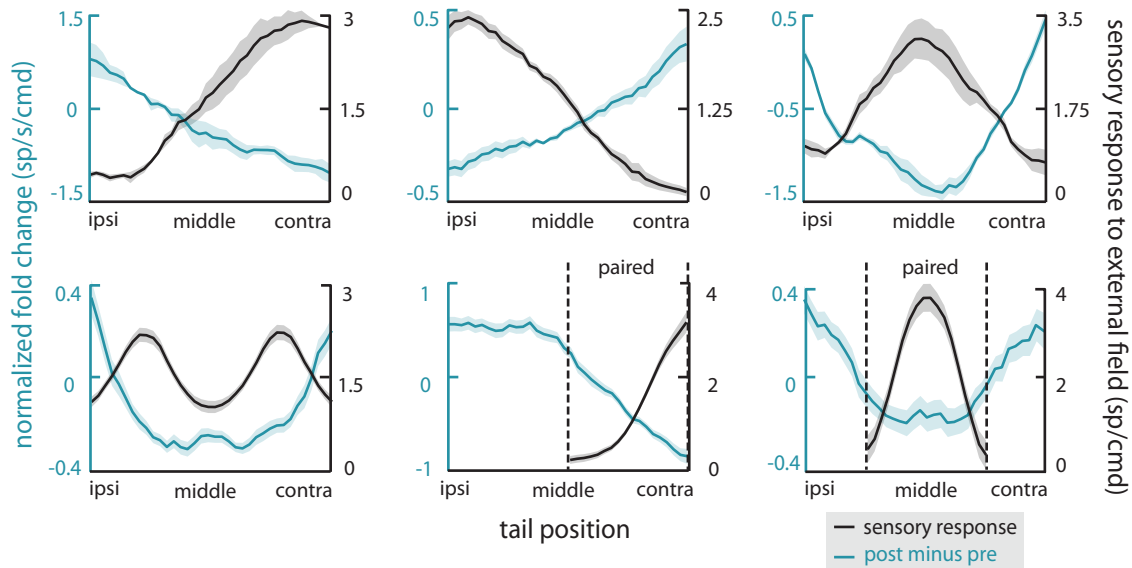 normalized fold change (sp/s/cmd)
sensory response to external field (sp/cmd)
1.5
0
-1.5
3
1.5
0
ipsi middle contra
0.5
0
-0.5
2.5
1.25
0
ipsi middle contra
0.5
-0.5
-1.5
3.5
1.75
0
ipsi middle contra
0.4
0
-0.4
3
1.5
0
ipsi middle contra
paired
1
0
-1
4
2
0
ipsi middle contra
paired
0.4
0
-0.4
4
2
0
ipsi middle contra
tail position
sensory response
post minus pre